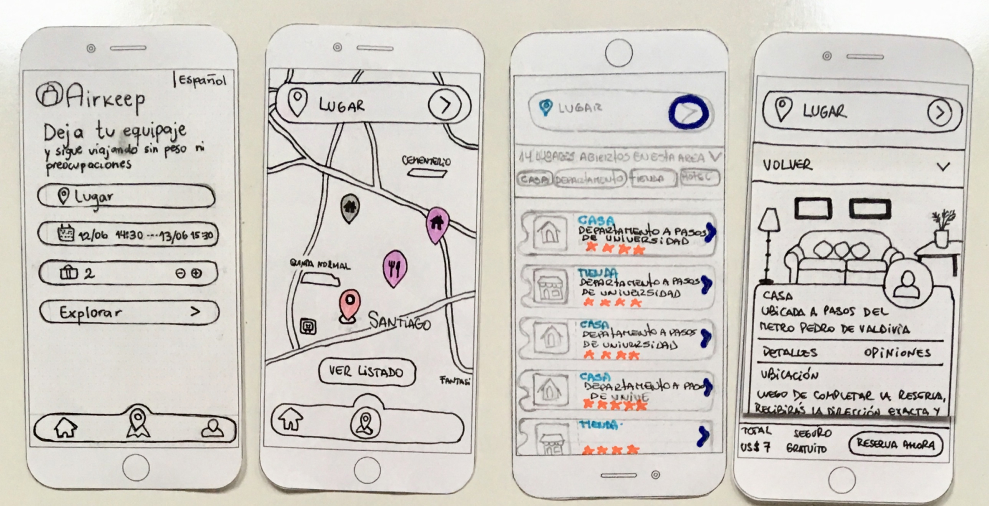 Español
Airkeep
Deja tu equipaje
y sigue viajando sin peso ni
preocupaciones
Lugar
12/06 14:30 --- 13/06 15:30
2
Explorar >
LUGAR
CEMENTERIO
QUINTA NORMAL
SANTIAGO
VER LISTADO
FANTASI
LUGAR
ABIERTOS EN ESTA AREA
CASA DEPARTAMENTO TIENDA HOTEL
CASA
DEPARTAMENTO A PASOS
DE UNIVERSIDAD
TIENDA
DEPARTAMENTO A PASOS
DE UNIVERSIDAD
CASA
DEPARTAMENTO A PASOS
DE UNIVERSIDAD
CASA
DEPARTAMENTO A PASOS
DE UNIVE
TIENDA
LUGAR
VOLVER
CASA
UBICADA A PASOS DEL
METRO PEDRO DE VALDIVIA
DETALLES OPINIONES
UBICACIÓN
LUEGO DE COMPLETAR LA RESERVA,
RECIBIRÁS LA DIRECCIÓN EXACTA Y
TOTAL SEGURO
US$ 7 GRATUITO
RESERVA AHORA